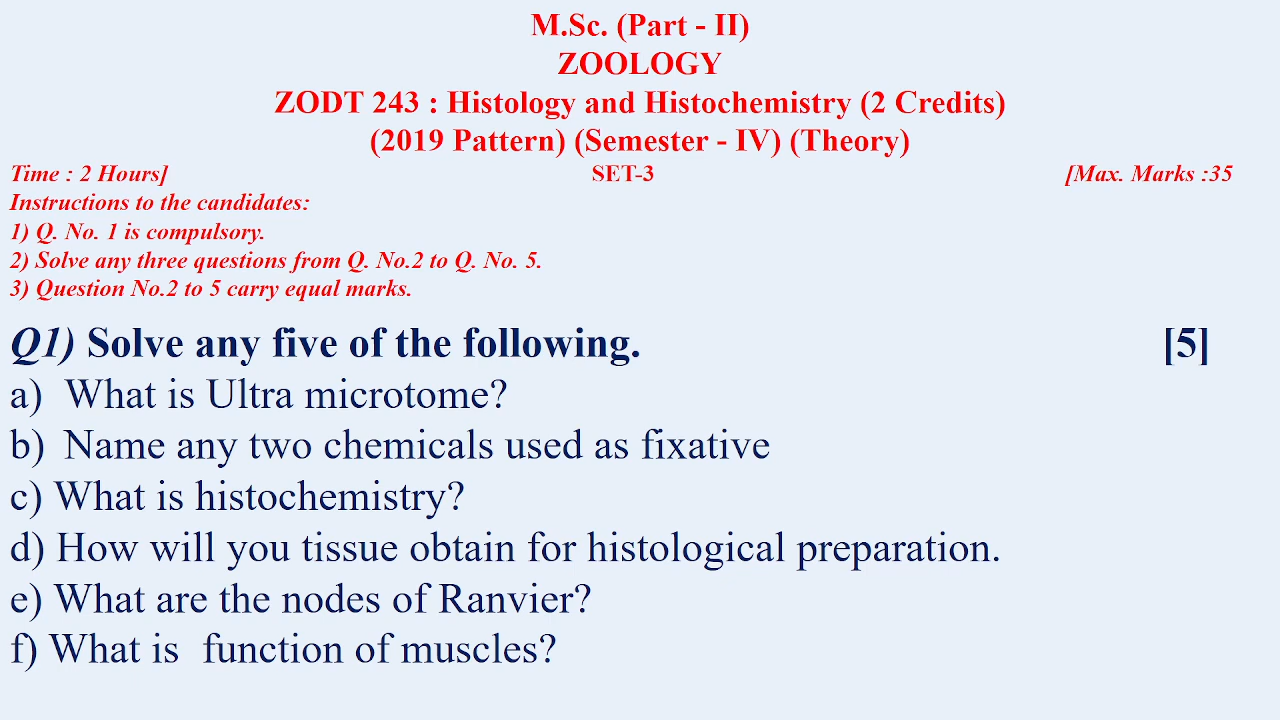 M.Sc. (Part - II)
ZOOLOGY
ZODT 243 : Histology and Histochemistry (2 Credits)
(2019 Pattern) (Semester - IV) (Theory)
Time : 2 Hours] SET-3 [Max. Marks :35
Instructions to the candidates:
1) Q. No. 1 is compulsory.
2) Solve any three questions from Q. No.2 to Q. No. 5.
3) Question No.2 to 5 carry equal marks.
Q1) Solve any five of the following. [5]
a) What is Ultra microtome?
b) Name any two chemicals used as fixative
c) What is histochemistry?
d) How will you tissue obtain for histological preparation.
e) What are the nodes of Ranvier?
f) What is function of muscles?